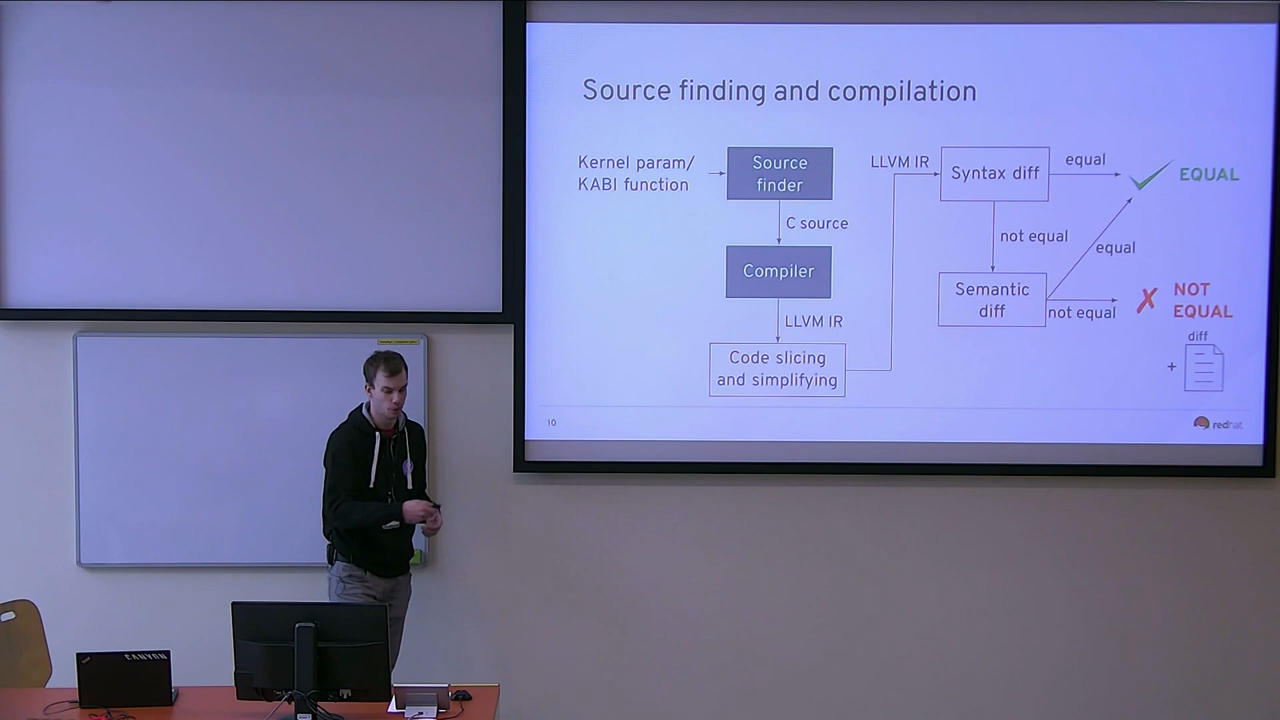 Source finding and compilation
Kernel param/
KABI function
Source
finder
C source
Compiler
LLVM IR
Code slicing
and simplifying
LLVM IR
Syntax diff
equal
EQUAL
not equal
equal
Semantic
diff
not equal
NOT
EQUAL
diff
+
10
redhat
CANYON